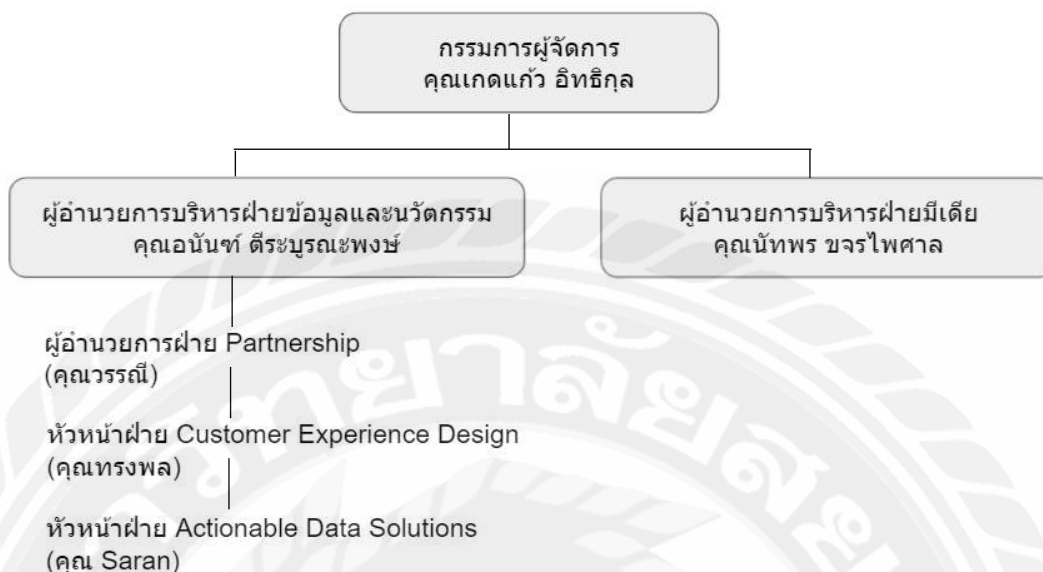 กรรมการผู้จัดการ
คุณเกดแก้ว อิทธิกุล
ผู้อำนวยการบริหารฝ่ายข้อมูลและนวัตกรรม
คุณอนันฑ์ ตีระบูรณะพงษ์
ผู้อำนวยการบริหารฝ่ายมีเดีย
คุณนัทพร ขจรไพศาล
ผู้อำนวยการฝ่าย Partnership
(คุณวรรณี)
หัวหน้าฝ่าย Customer Experience Design
(คุณทรงพล)
หัวหน้าฝ่าย Actionable Data Solutions
(คุณ Saran)